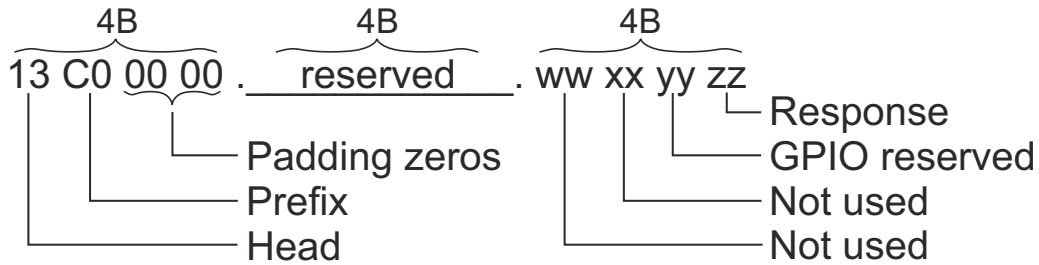 4B 4B 4B
13 C0 00 00 . reserved . ww xx yy zz
Response
Padding zeros GPIO reserved
Prefix Not used
Head Not used